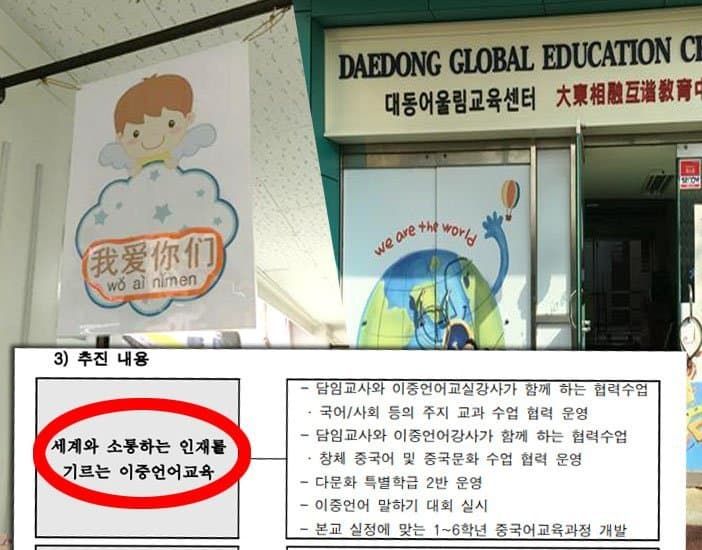 我爱你们
wǒ aì nǐmen
DAEDONG GLOBAL EDUCATION
대동어울림교육센터 大東相融互谐教育中
we are the world
3) 추진 내용
세계와 소통하는 인재를
기르는 이중언어교육
- 담임교사와 이중언어교실강사가 함께 하는 협력수업
· 국어/사회 등의 주지 교과 수업 협력 운영
- 담임교사와 이중언어강사가 함께 하는 협력수업
· 창체 중국어 및 중국문화 수업 협력 운영
- 다문화 특별학급 2반 운영
- 이중언어 말하기 대회 실시
- 본교 실정에 맞는 1~6학년 중국어교육과정 개발